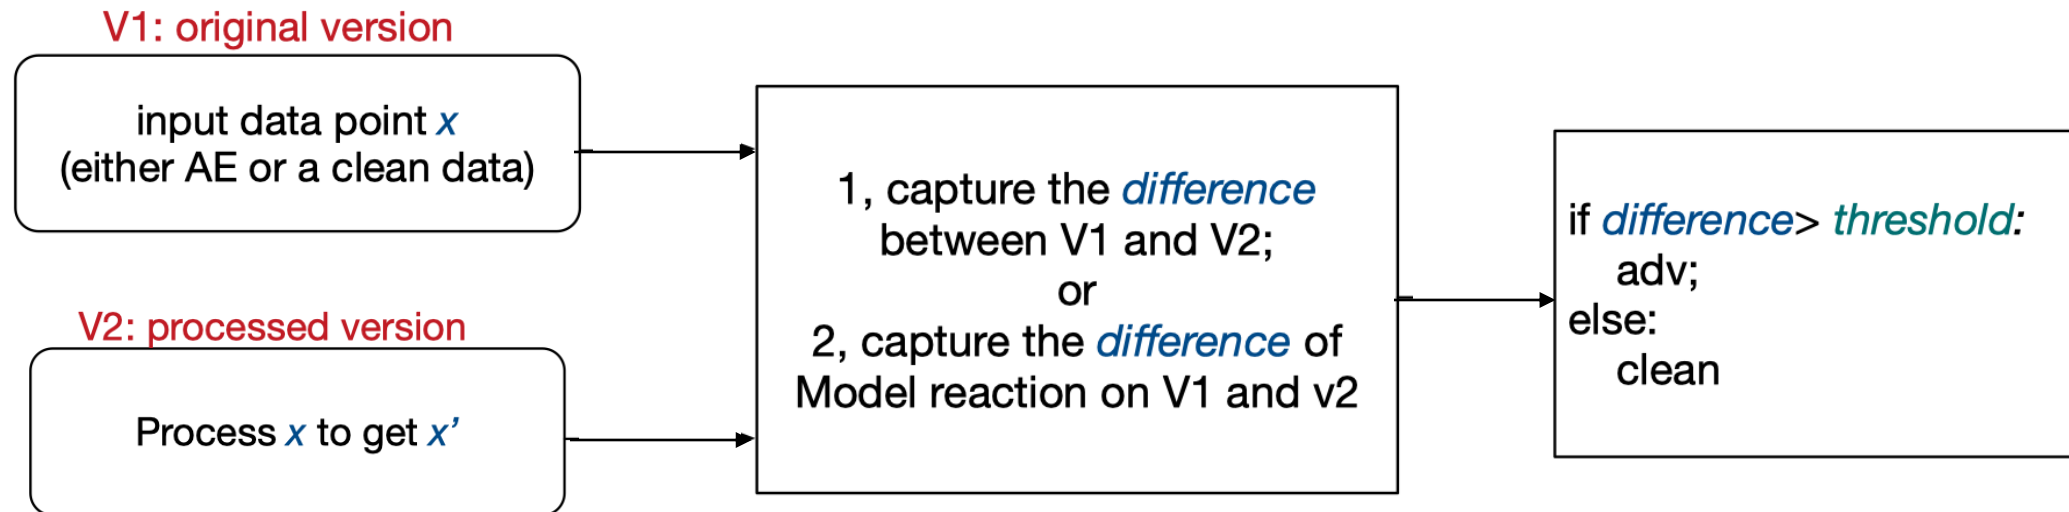 V1: original version
input data point x
(either AE or a clean data)
V2: processed version
Process x to get x’
1, capture the difference
between V1 and V2;
or
2, capture the difference of
Model reaction on V1 and v2
if difference> threshold:
adv;
else:
clean